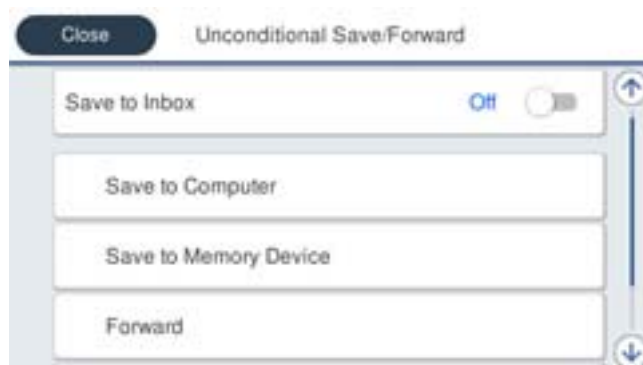 Close
Unconditional Save/Forward
Save to Inbox
Off
Save to Computer
Save to Memory Device
Forward